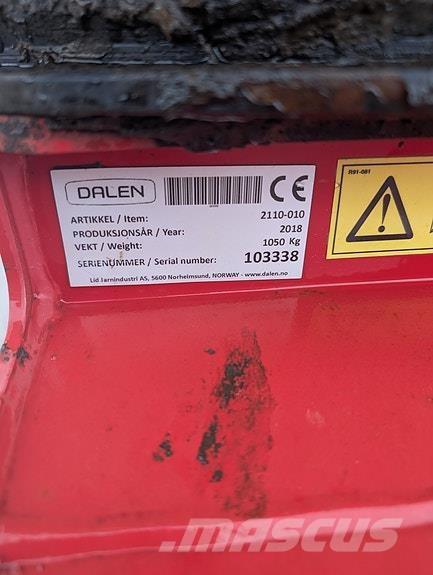 R91-081
DALEN
CE
ARTIKKEL / Item: 2110-010
PRODUKSJONSÅR / Year: 2018
VEKT / Weight: 1050 Kg
SERIENUMMER / Serial number: 103338
Lid Jarnindustri AS, 5600 Norheimsund, NORWAY - www.dalen.no
MASCUS